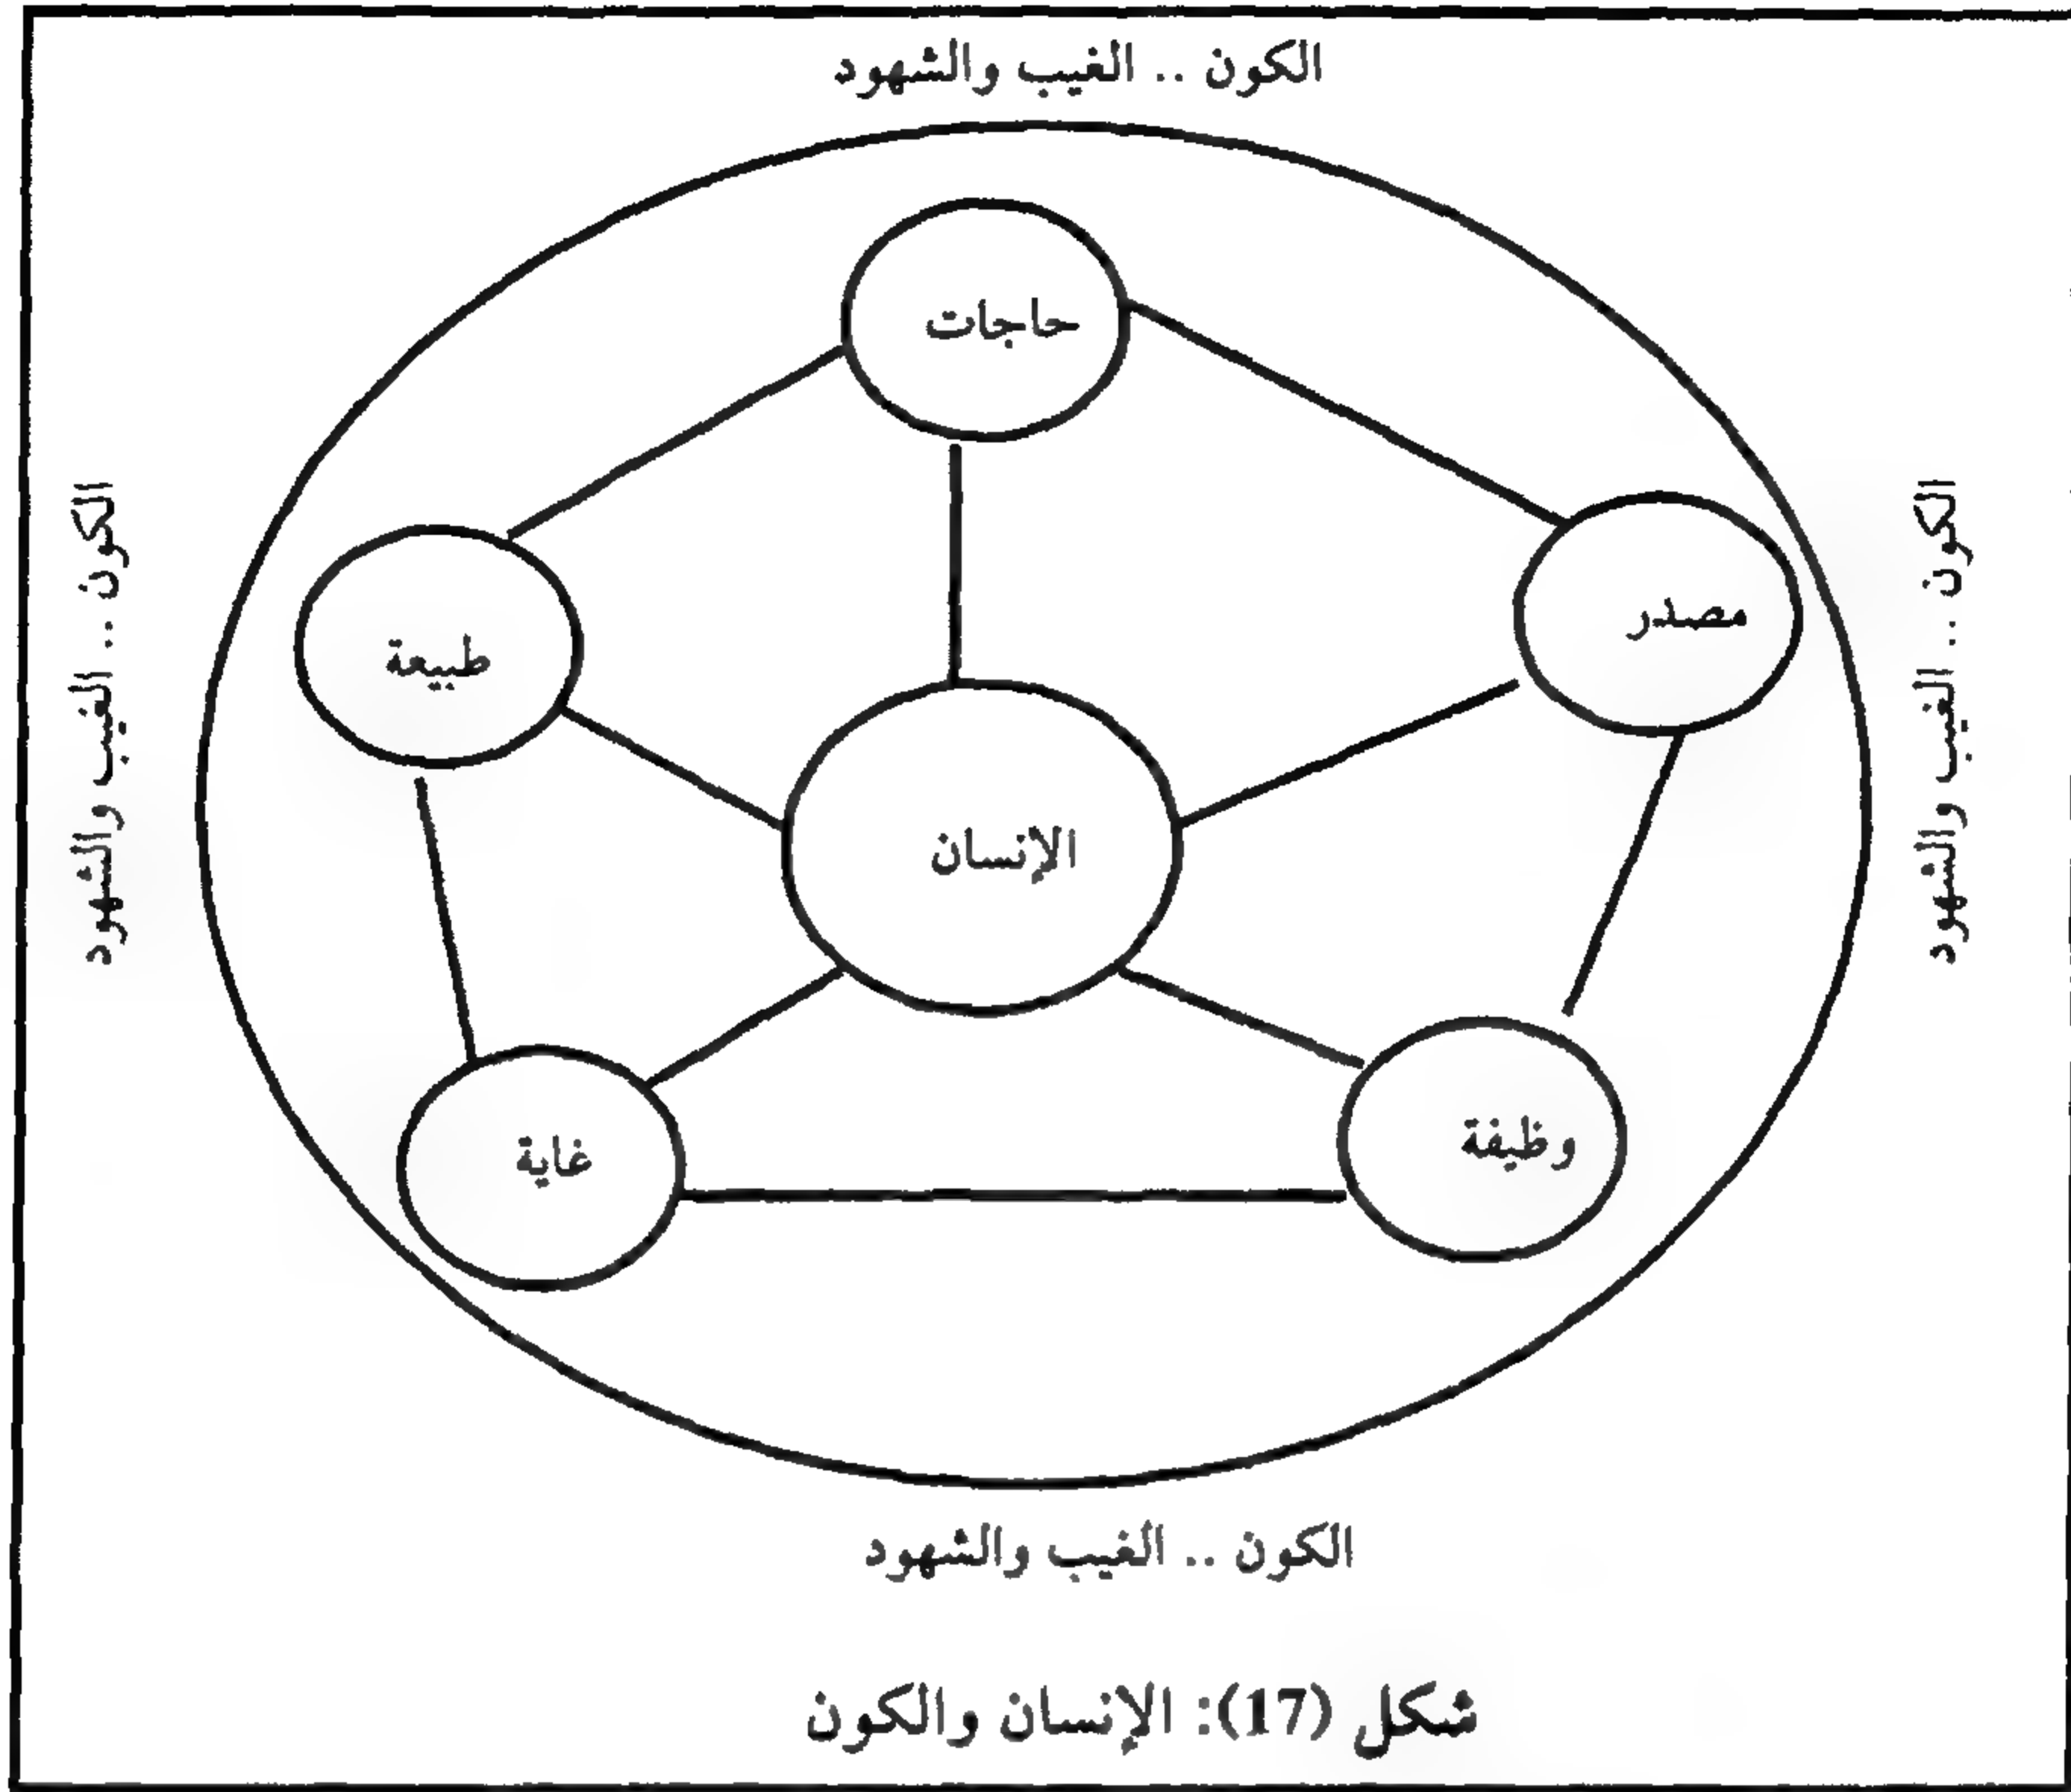 الكون .. الغيب والشهود
حاجات
مصدر
طبيعة
الكون .. الغيب والشهود
الكون .. الغيب والشهود
الإنسان
وظيفة
غاية
الكون .. الغيب والشهود
شكل (17): الإنسان والكون